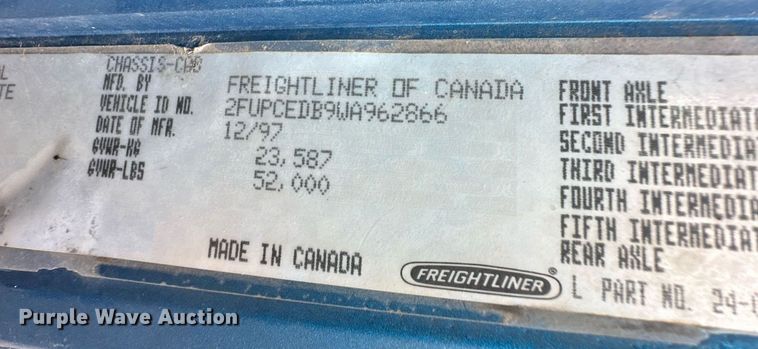 CHASSIS-CAB
MFD. BY FREIGHTLINER OF CANADA
VEHICLE ID NO. 2FUPCEDB9WA962866
DATE OF MFR. 12/97
GVWR-KG 23,587
GVWR-LBS 52,000
MADE IN CANADA
FREIGHTLINER ®
FRONT AXLE
FIRST INTERMEDIAT
SECOND INTERMEDIA
THIRD INTERMEDIAT
FOURTH INTERMEDIA
FIFTH INTERMEDIAT
REAR AXLE
L PART NO. 24-
Purple Wave Auction